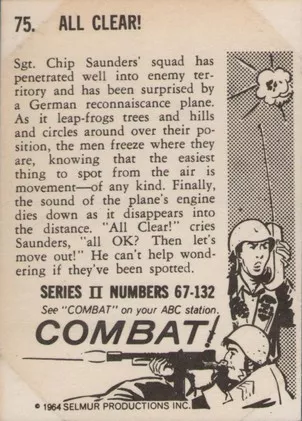 75. ALL CLEAR!
Sgt. Chip Saunders' squad has
penetrated well into enemy ter-
ritory and has been surprised by
a German reconnaiscance plane.
As it leap-frogs trees and hills
and circles around over their po-
sition, the men freeze where they
are, knowing that the easiest
thing to spot from the air is
movement—of any kind. Finally,
the sound of the plane's engine
dies down as it disappears into
the distance. "All Clear!" cries
Saunders, "all OK? Then let's
move out!" He can't help wond-
ering if they've been spotted.
SERIES II NUMBERS 67-132
See "COMBAT" on your ABC station.
COMBAT!
© 1964 SELMUR PRODUCTIONS INC.